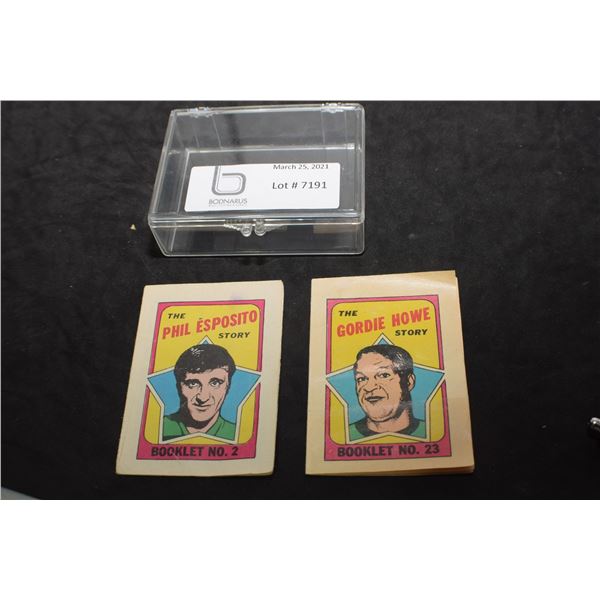 March 25, 2021
Lot # 7191
BODNARUS
THE
PHIL ESPOSITO
STORY
BOOKLET NO. 2
THE
GORDIE HOWE
STORY
BOOKLET NO. 23